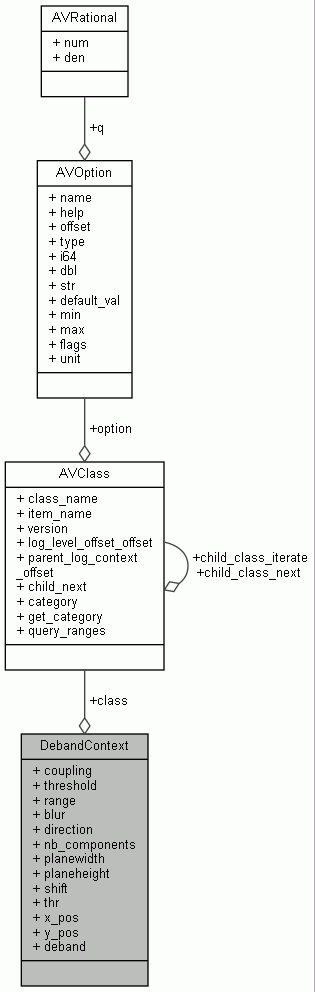 AVRational
+ num
+ den
+q
AVOption
+ name
+ help
+ offset
+ type
+ i64
+ dbl
+ str
+ default_val
+ min
+ max
+ flags
+ unit
+option
AVClass
+ class_name
+ item_name
+ version
+ log_level_offset_offset
+ parent_log_context
_offset
+ child_next
+ category
+ get_category
+ query_ranges
+child_class_iterate
+child_class_next
+class
DebandContext
+ coupling
+ threshold
+ range
+ blur
+ direction
+ nb_components
+ planewidth
+ planeheight
+ shift
+ thr
+ x_pos
+ y_pos
+ deband